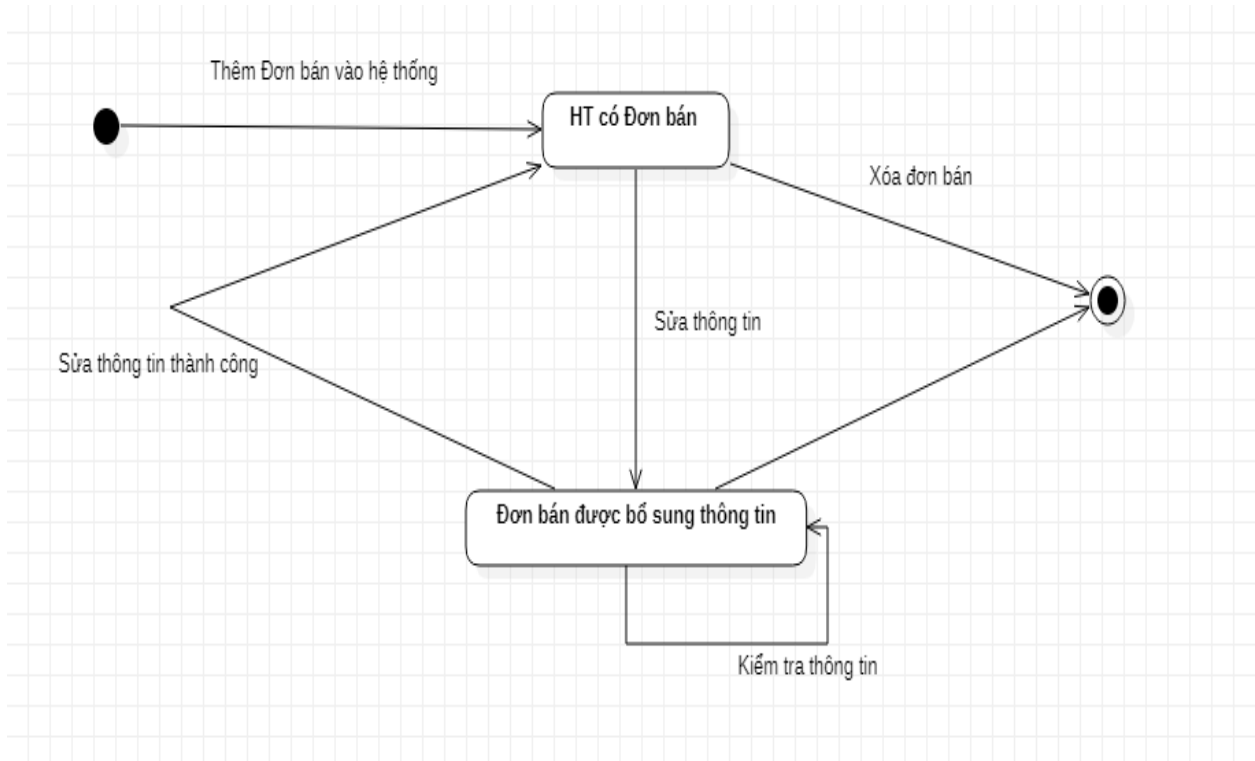 Thêm Đơn bán vào hệ thống
HT có Đơn bán
Xóa đơn bán
Sửa thông tin
Sửa thông tin thành công
Đơn bán được bổ sung thông tin
Kiểm tra thông tin